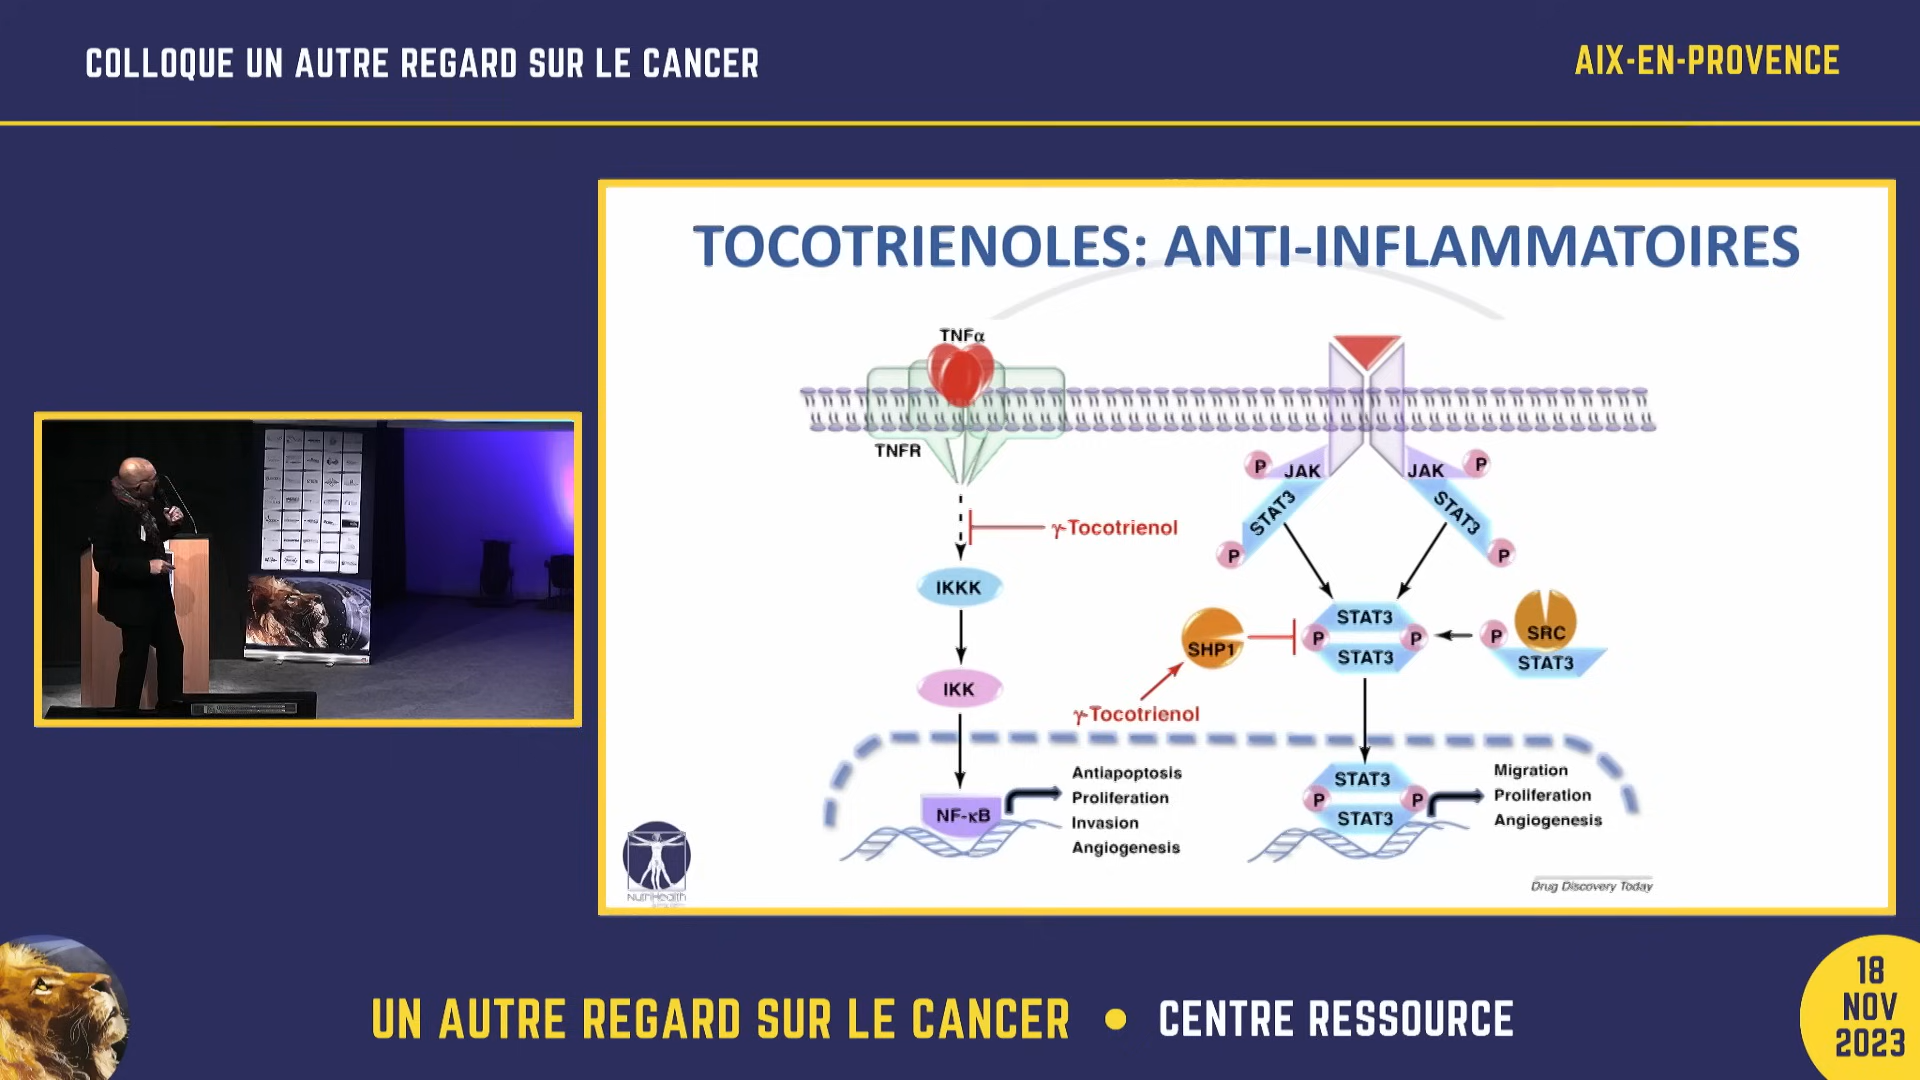 COLLOQUE UN AUTRE REGARD SUR LE CANCER
AIX-EN-PROVENCE
TOCOTRIENOLES: ANTI-INFLAMMATOIRES
TNFα
TNFR
γ-Tocotrienol
IKKK
IKK
NF-κB
Antiapoptosis
Proliferation
Invasion
Angiogenesis
P
JAK
JAK
P
STAT3
STAT3
P
P
STAT3
P
P
STAT3
SHP1
γ-Tocotrienol
P
SRC
STAT3
STAT3
P
P
STAT3
Migration
Proliferation
Angiogenesis
NutriHealth
Drug Discovery Today
UN AUTRE REGARD SUR LE CANCER • CENTRE RESSOURCE
18
NOV
2023